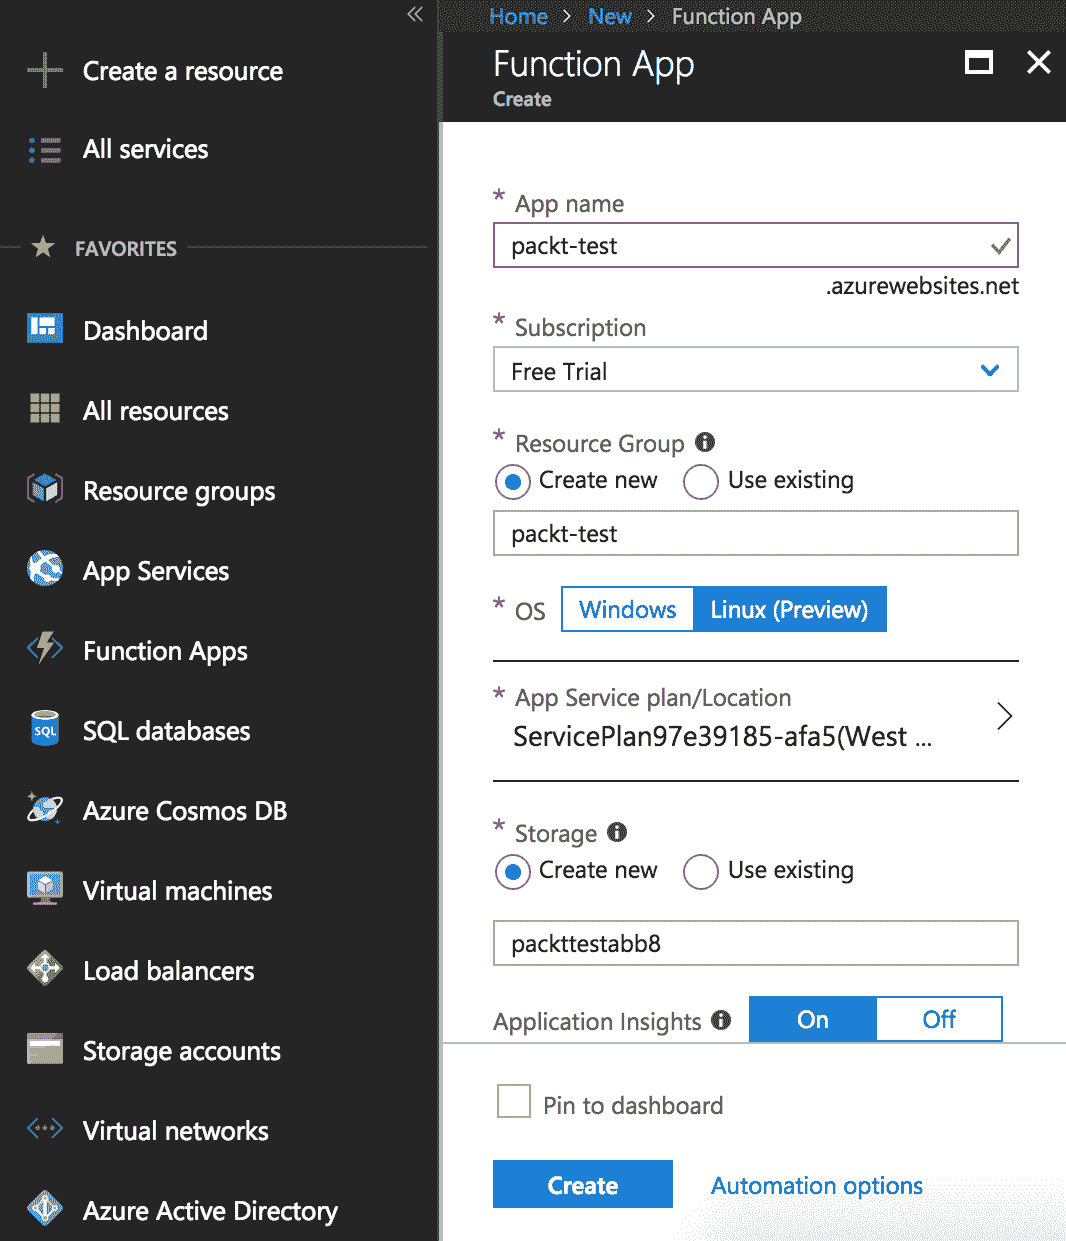 Create a resource
All services
FAVORITES
Dashboard
All resources
Resource groups
App Services
Function Apps
SQL databases
SQL
Azure Cosmos DB
Virtual machines
Load balancers
Storage accounts
Virtual networks
Azure Active Directory
Home > New > Function App
Function App
Create
* App name
packt-test
.azurewebsites.net
* Subscription
Free Trial
* Resource Group
Create new Use existing
packt-test
* OS Windows Linux (Preview)
* App Service plan/Location
ServicePlan97e39185-afa5(West ...
* Storage
Create new Use existing
packttestabb8
Application Insights On Off
Pin to dashboard
Create Automation options